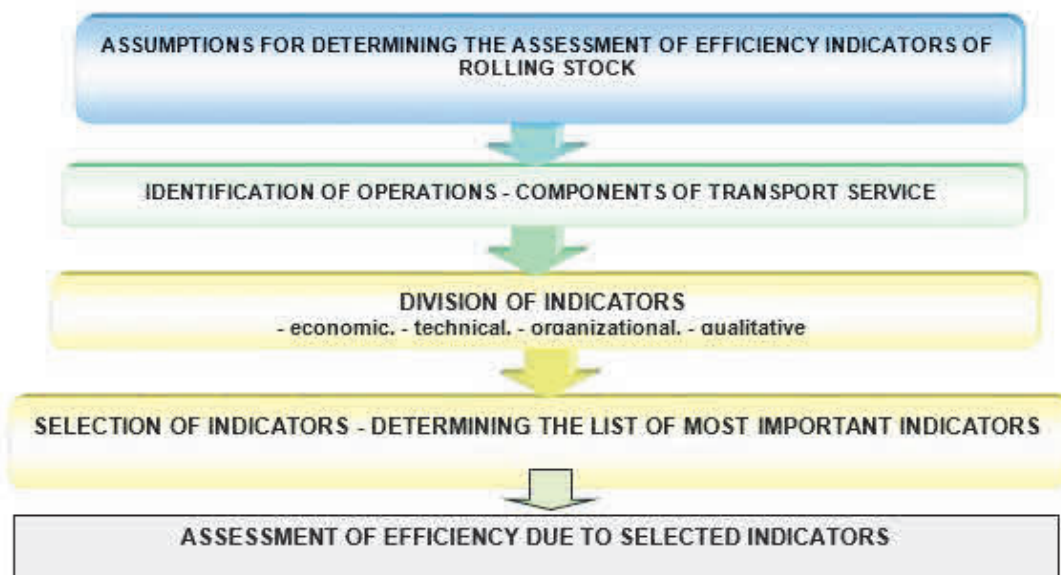 ASSUMPTIONS FOR DETERMINING THE ASSESSMENT OF EFFICIENCY INDICATORS OF
ROLLING STOCK
IDENTIFICATION OF OPERATIONS - COMPONENTS OF TRANSPORT SERVICE
DIVISION OF INDICATORS
- economic, - technical, - organizational, - qualitative
SELECTION OF INDICATORS - DETERMINING THE LIST OF MOST IMPORTANT INDICATORS
ASSESSMENT OF EFFICIENCY DUE TO SELECTED INDICATORS